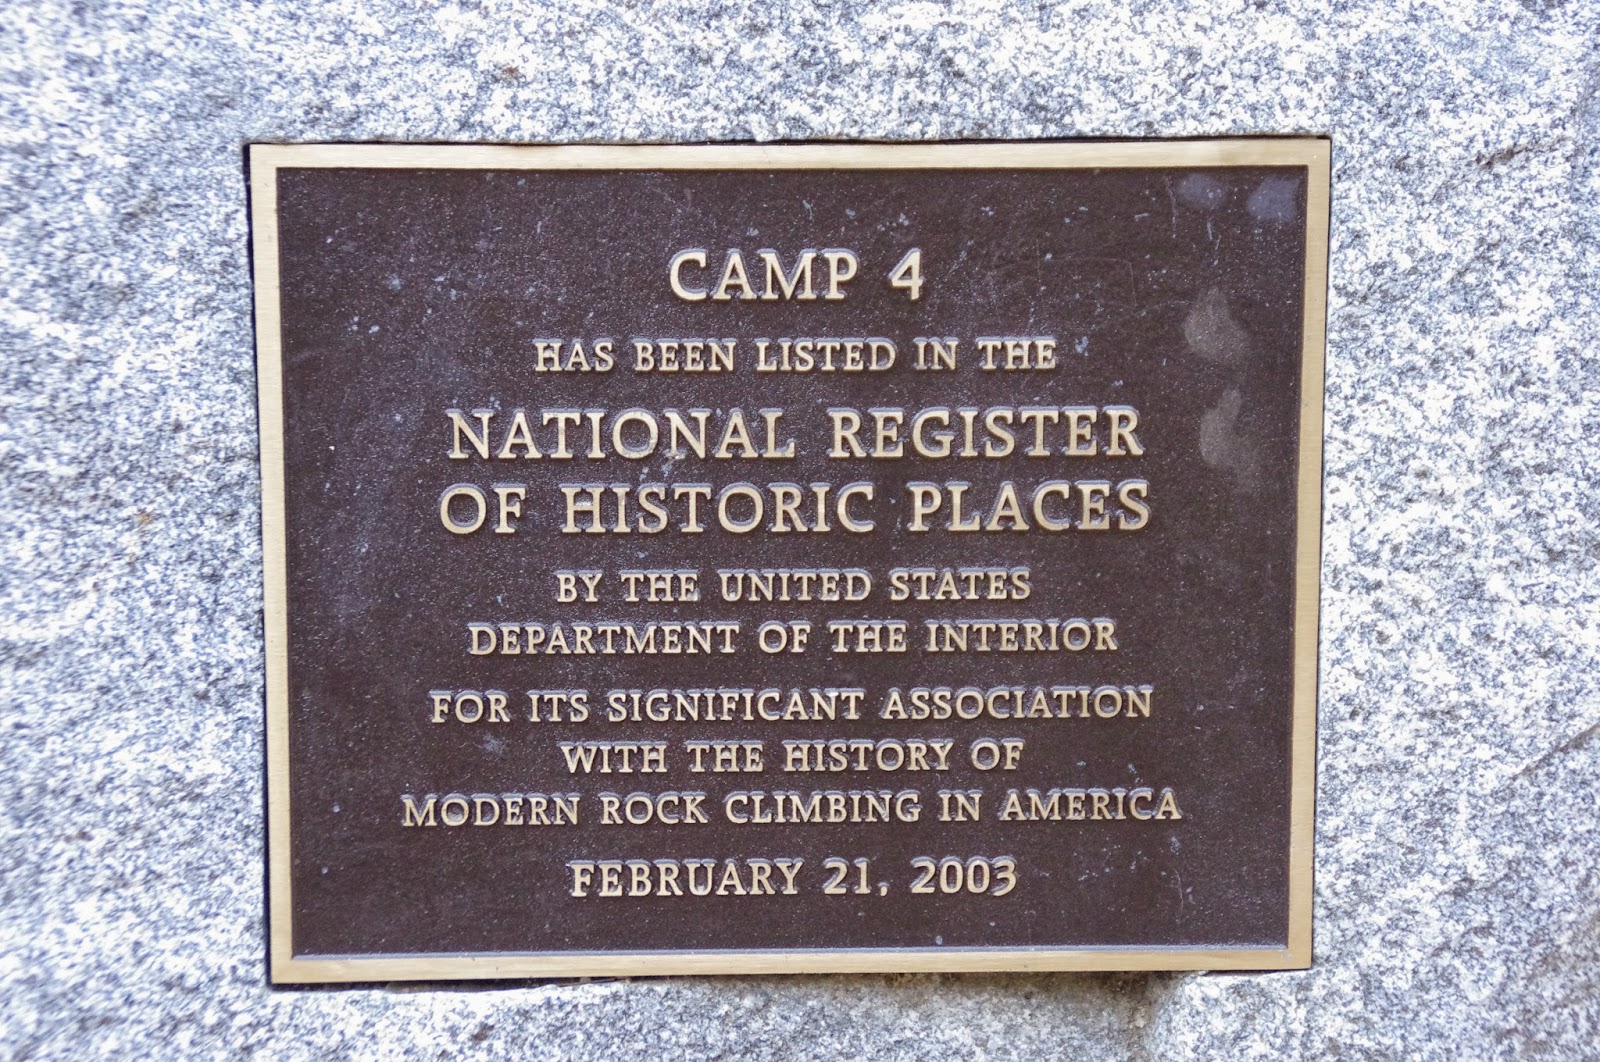 CAMP 4
HAS BEEN LISTED IN THE
NATIONAL REGISTER
OF HISTORIC PLACES
BY THE UNITED STATES
DEPARTMENT OF THE INTERIOR
FOR ITS SIGNIFICANT ASSOCIATION
WITH THE HISTORY OF
MODERN ROCK CLIMBING IN AMERICA
FEBRUARY 21, 2003